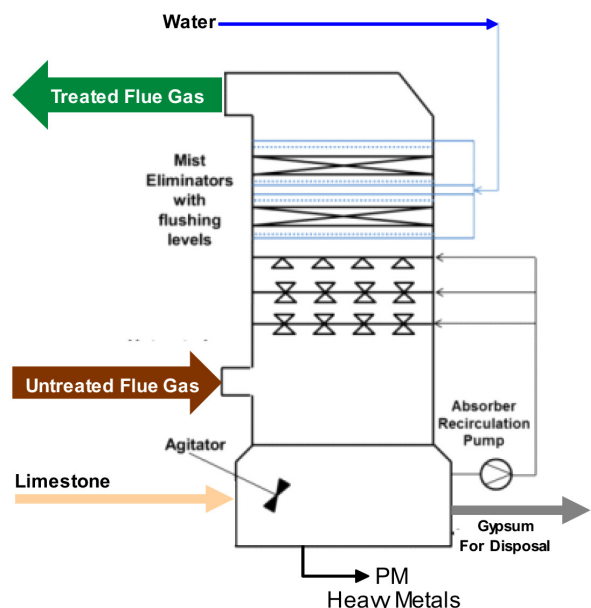 Water
Treated Flue Gas
Mist
Eliminators
with
flushing
levels
Untreated Flue Gas
Absorber
Recirculation
Pump
Agitator
Limestone
Gypsum
For Disposal
PM
Heavy Metals